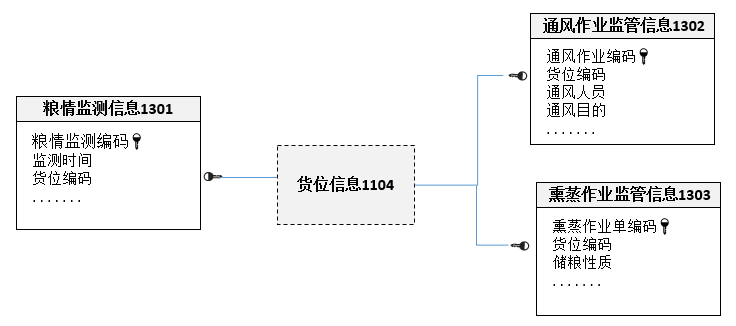 粮情监测信息1301
粮情监测编码
监测时间
货位编码
. . . . . . .
货位信息1104
通风作业监管信息1302
通风作业编码
货位编码
通风人员
通风目的
. . . . . . .
熏蒸作业监管信息1303
熏蒸作业单编码
货位编码
储粮性质
. . . . . . .